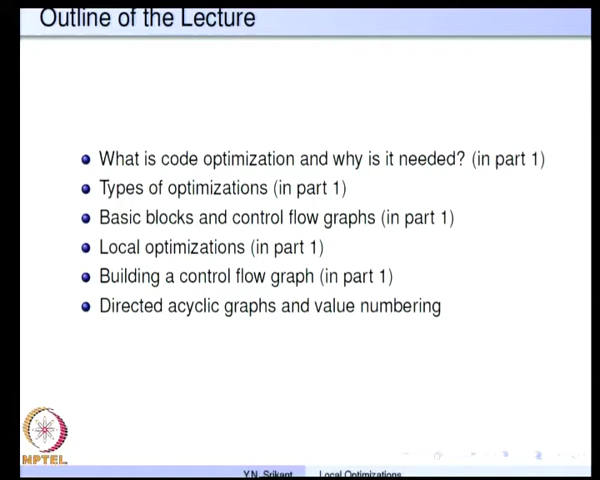 Outline of the Lecture
What is code optimization and why is it needed? (in part 1)
Types of optimizations (in part 1)
Basic blocks and control flow graphs (in part 1)
Local optimizations (in part 1)
Building a control flow graph (in part 1)
Directed acyclic graphs and value numbering
NPTEL
Y.N. Srikant Local Optimizations